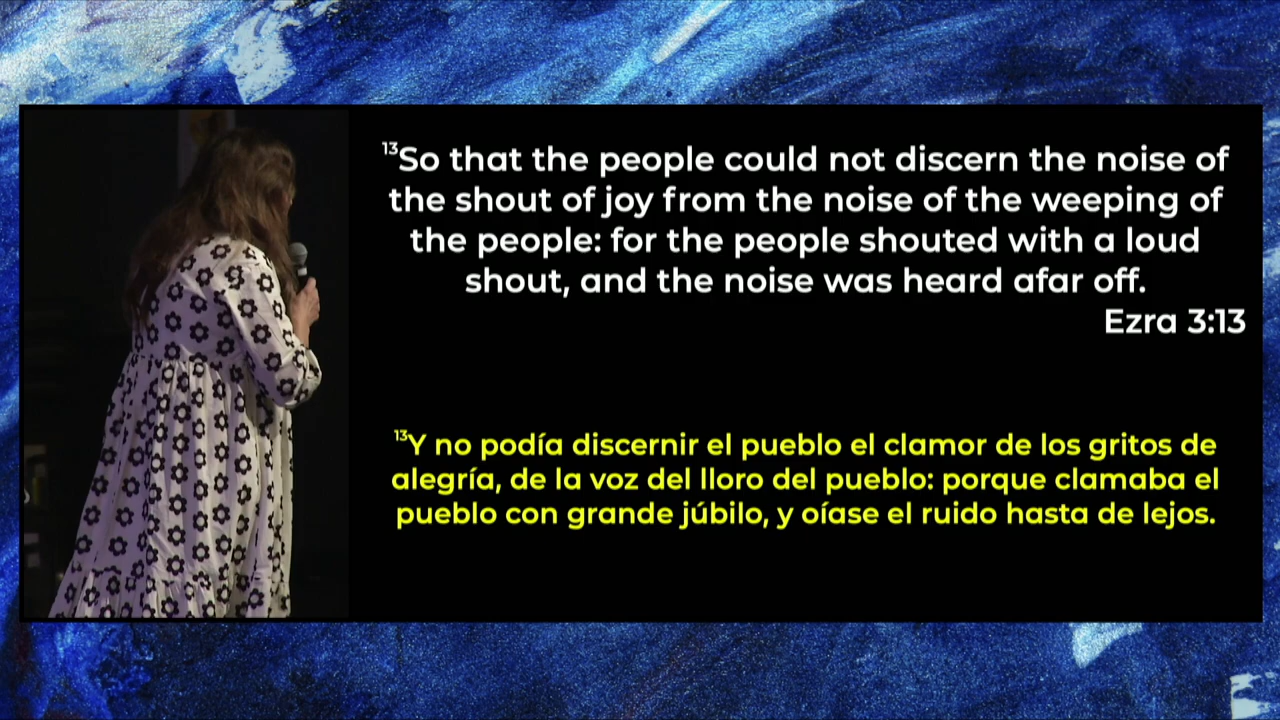 ¹³So that the people could not discern the noise of
the shout of joy from the noise of the weeping of
the people: for the people shouted with a loud
shout, and the noise was heard afar off.
Ezra 3:13
¹³Y no podía discernir el pueblo el clamor de los gritos de
alegría, de la voz del lloro del pueblo: porque clamaba el
pueblo con grande júbilo, y oíase el ruido hasta de lejos.